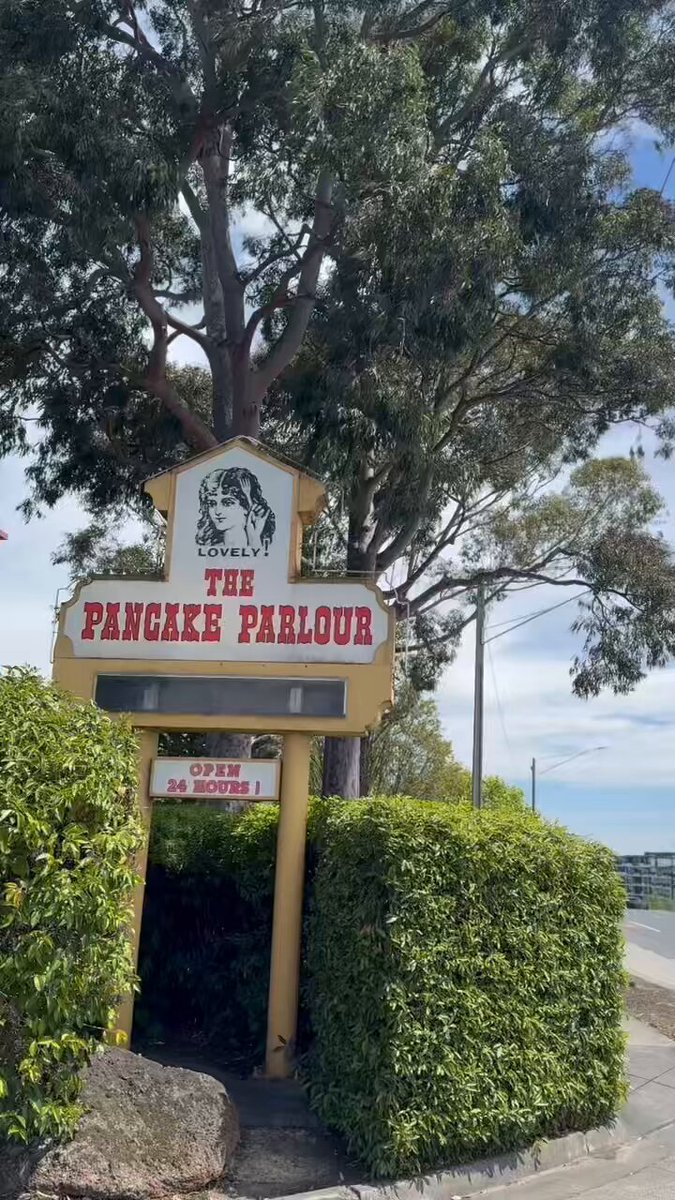 LOVELY!
THE
PANCAKE PARLOUR
OPEN
24 HOURS!